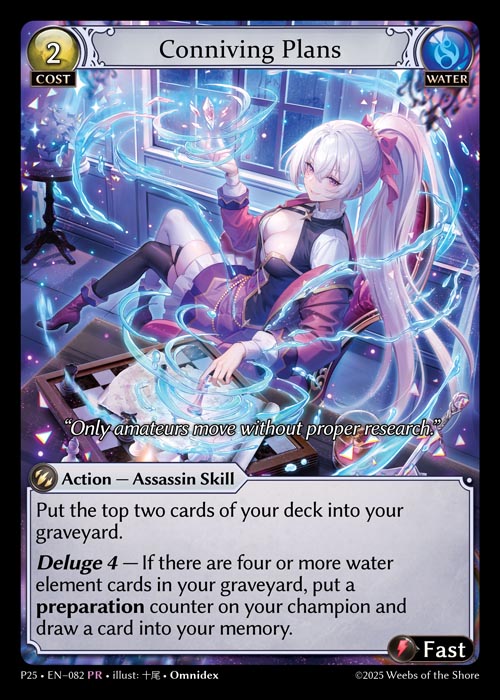 2
COST
Conniving Plans
WATER
“Only amateurs move without proper research.”
Action — Assassin Skill
Put the top two cards of your deck into your
graveyard.
Deluge 4 — If there are four or more water
element cards in your graveyard, put a
preparation counter on your champion and
draw a card into your memory.
Fast
P25 • EN–082 PR • illust: 十尾 • Omnidex
©2025 Weebs of the Shore